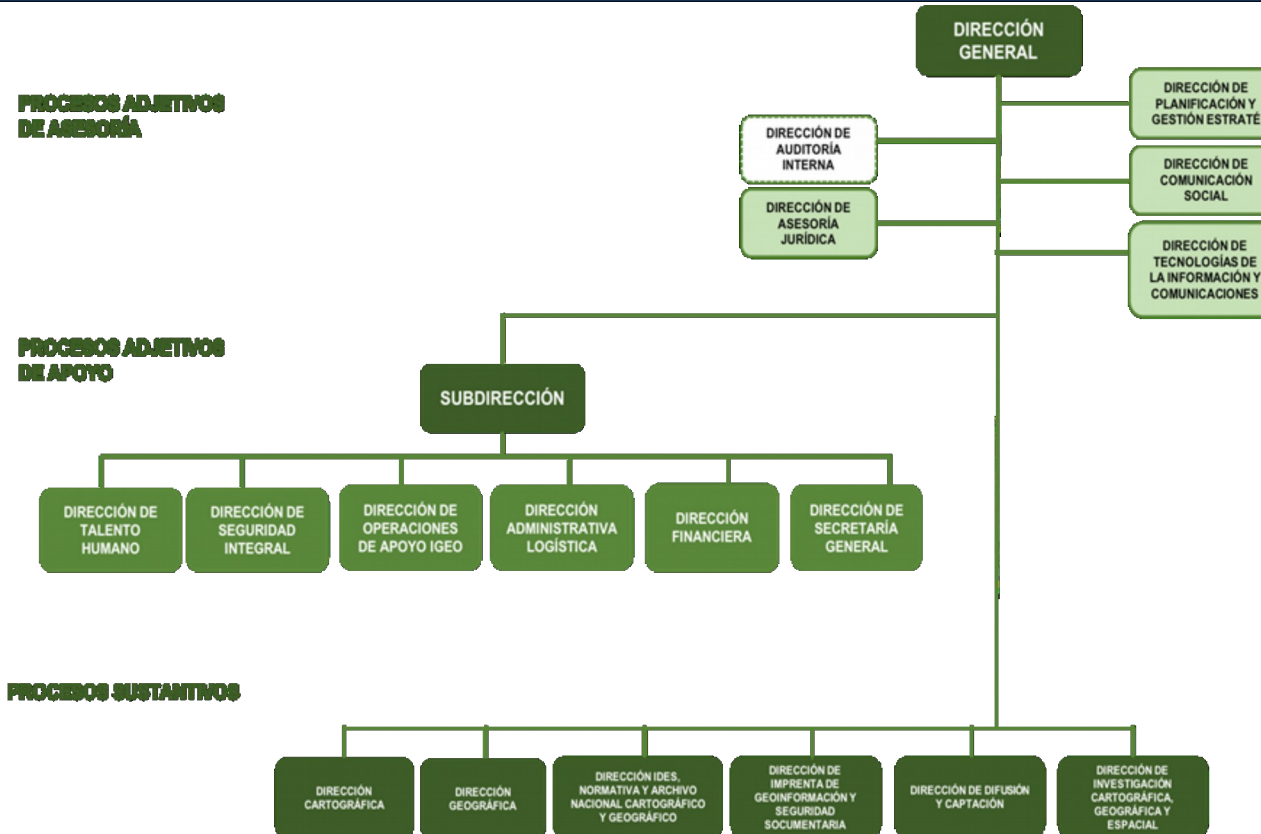 DIRECCIÓN
GENERAL
PROCESOS ADJETIVOS
DE ASESORÍA
DIRECCIÓN DE
AUDITORÍA
INTERNA
DIRECCIÓN DE
PLANIFICACIÓN Y
GESTIÓN ESTRATÉ
DIRECCIÓN DE
COMUNICACIÓN
SOCIAL
DIRECCIÓN DE
ASESORÍA
JURÍDICA
DIRECCIÓN DE
TECNOLOGÍAS DE
LA INFORMACIÓN Y
COMUNICACIONES
PROCESOS ADJETIVOS
DE APOYO
SUBDIRECCIÓN
DIRECCIÓN DE
TALENTO
HUMANO
DIRECCIÓN DE
SEGURIDAD
INTEGRAL
DIRECCIÓN DE
OPERACIONES
DE APOYO IGEO
DIRECCIÓN
ADMINISTRATIVA
LOGÍSTICA
DIRECCIÓN
FINANCIERA
DIRECCIÓN DE
SECRETARÍA
GENERAL
PROCESOS SUSTANTIVOS
DIRECCIÓN
CARTOGRÁFICA
DIRECCIÓN
GEOGRÁFICA
DIRECCIÓN IDES,
NORMATIVA Y ARCHIVO
NACIONAL CARTOGRÁFICO
Y GEOGRÁFICO
DIRECCIÓN DE
IMPRENTA DE
GEOINFORMACIÓN Y
SEGURIDAD
SOCUMENTARIA
DIRECCIÓN DE DIFUSIÓN
Y CAPTACIÓN
DIRECCIÓN DE
INVESTIGACIÓN
CARTOGRÁFICA,
GEOGRÁFICA Y
ESPACIAL